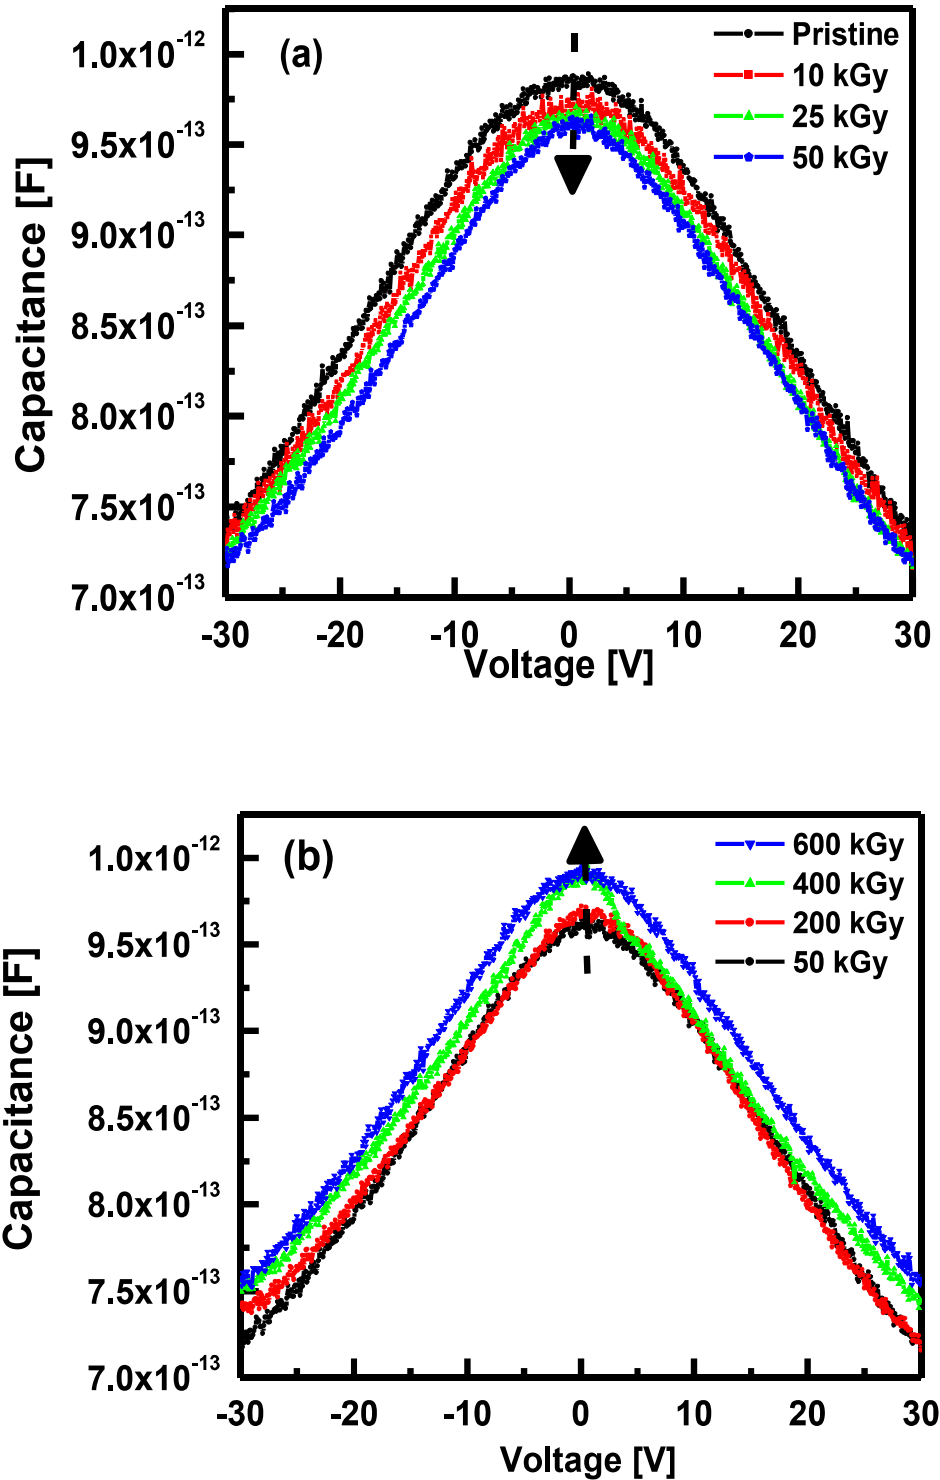 (a)
Pristine
10 kGy
25 kGy
50 kGy
1.0x10⁻¹²
9.5x10⁻¹³
9.0x10⁻¹³
8.5x10⁻¹³
8.0x10⁻¹³
7.5x10⁻¹³
7.0x10⁻¹³
Capacitance [F]
-30 -20 -10 0 10 20 30
Voltage [V]
(b)
600 kGy
400 kGy
200 kGy
50 kGy
1.0x10⁻¹²
9.5x10⁻¹³
9.0x10⁻¹³
8.5x10⁻¹³
8.0x10⁻¹³
7.5x10⁻¹³
7.0x10⁻¹³
Capacitance [F]
-30 -20 -10 0 10 20 30
Voltage [V]